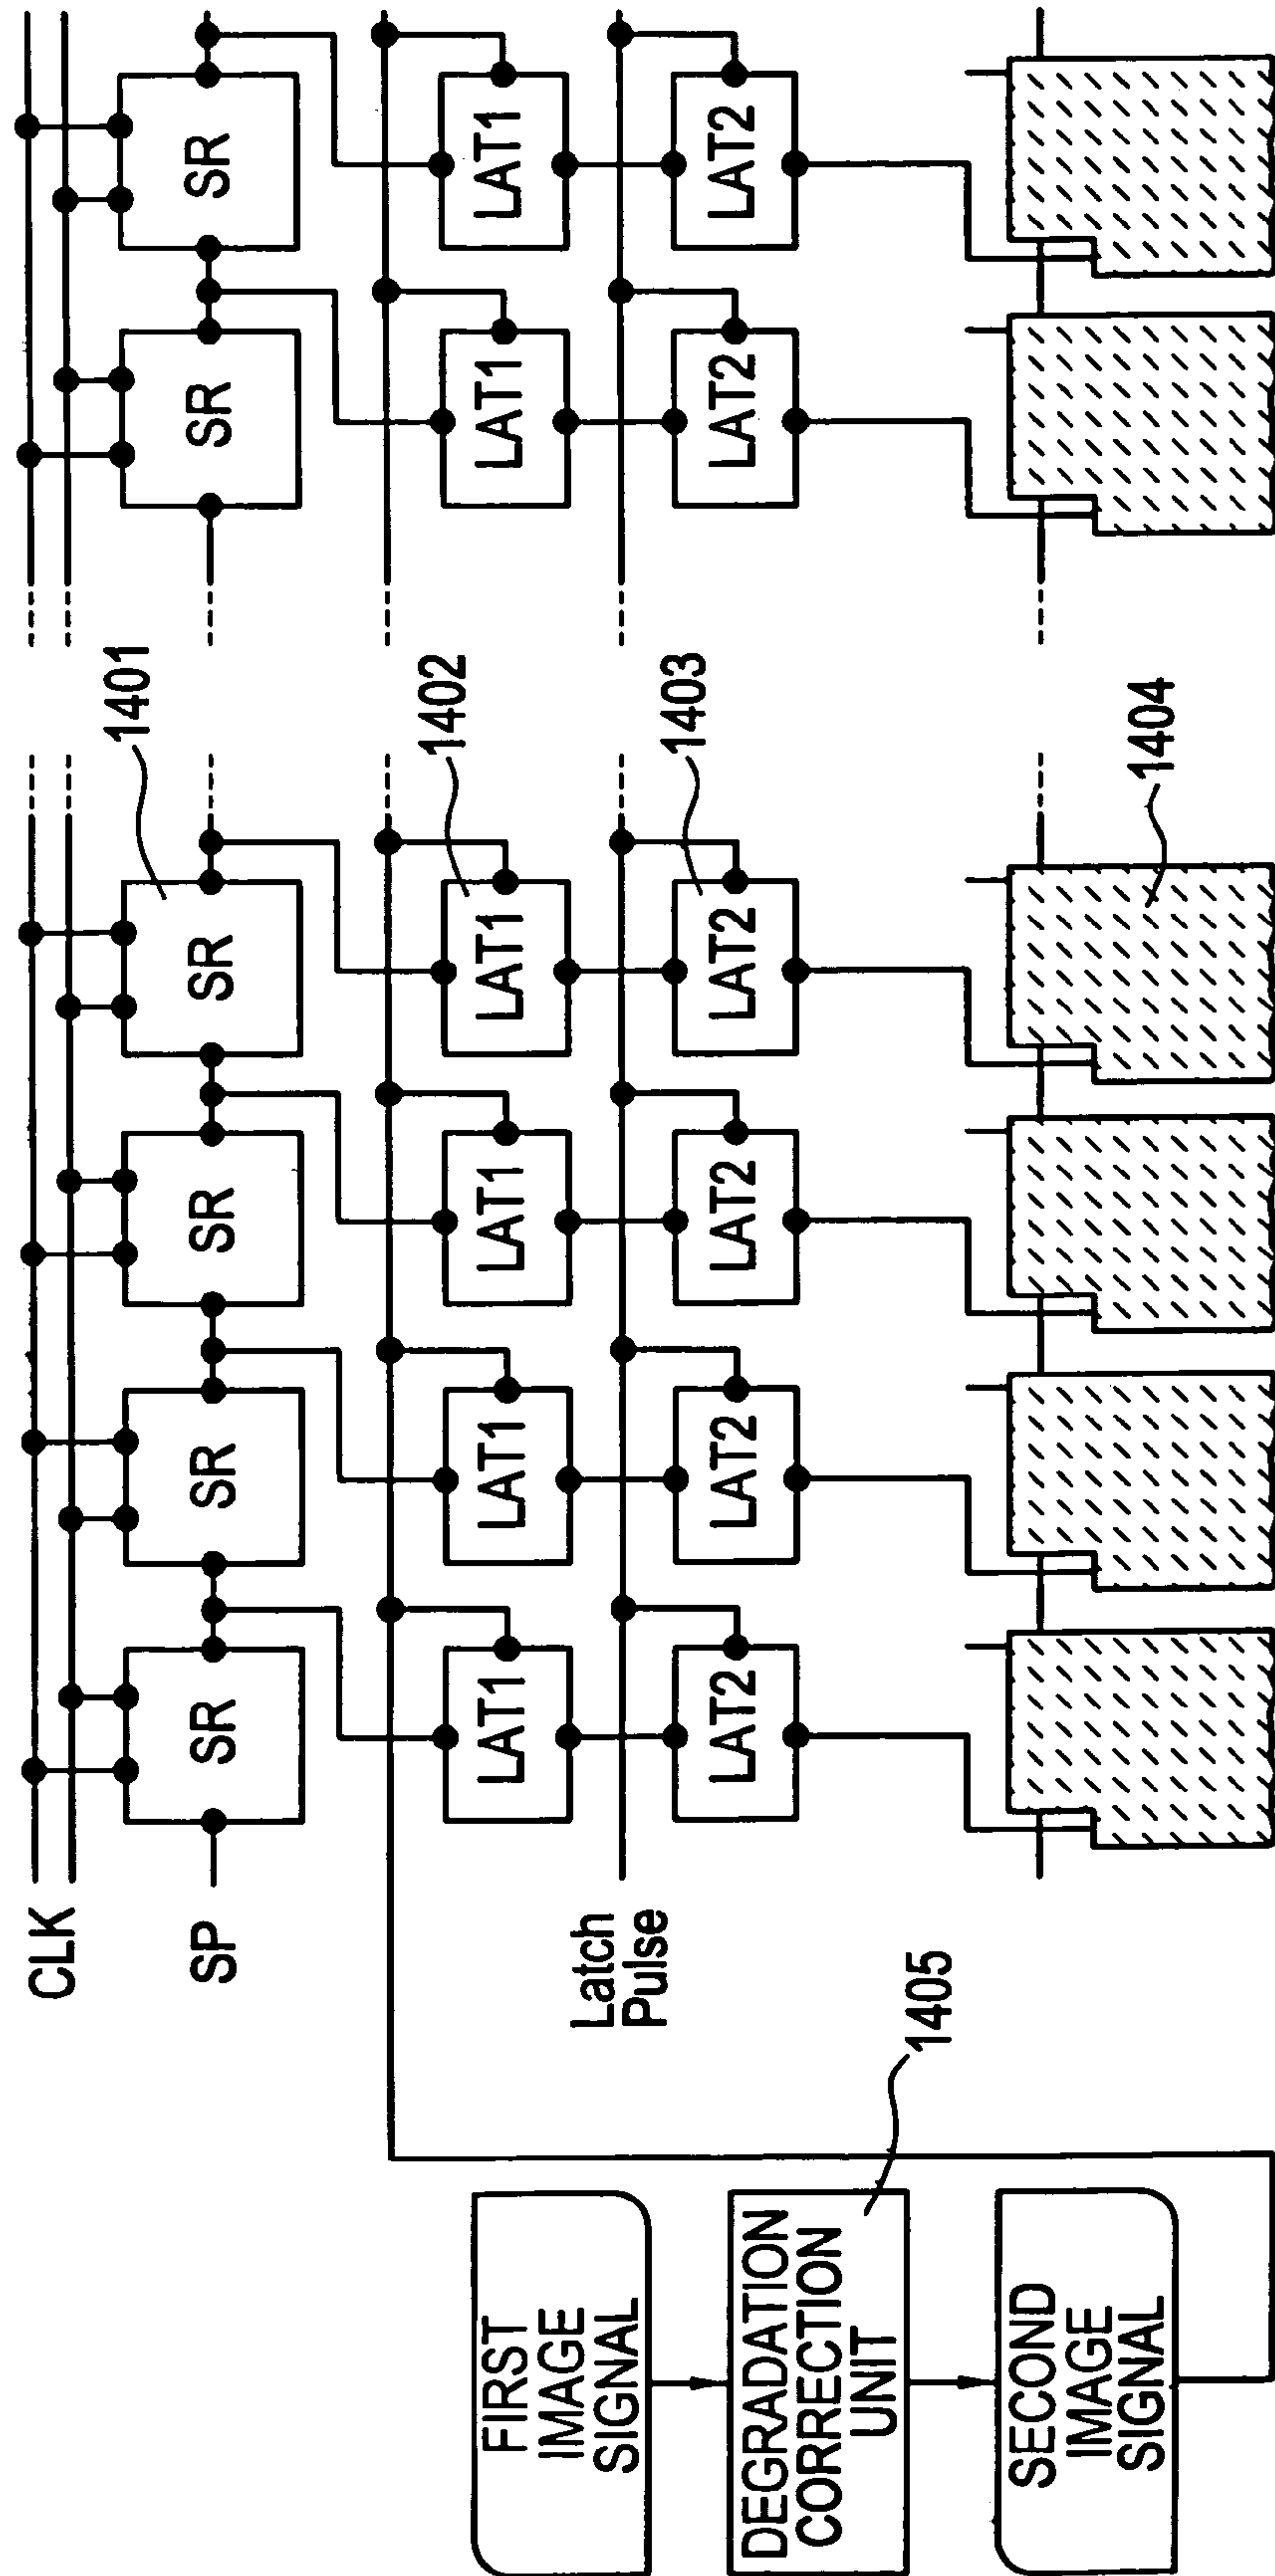 CLK
SP
SR
SR
SR
SR
1401
SR
SR
LAT1
LAT1
LAT1
LAT1
1402
LAT1
LAT1
Latch
Pulse
LAT2
LAT2
LAT2
LAT2
1403
LAT2
LAT2
1404
FIRST
IMAGE
SIGNAL
DEGRADATION
CORRECTION
UNIT
1405
SECOND
IMAGE
SIGNAL